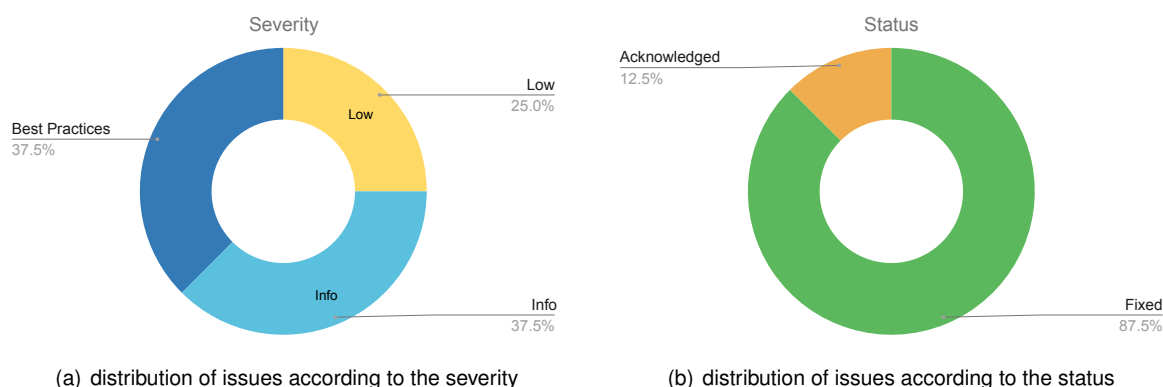 Severity
Low
25.0%
Low
Best Practices
37.5%
Info
Info
37.5%
(a) distribution of issues according to the severity
Status
Acknowledged
12.5%
Fixed
87.5%
(b) distribution of issues according to the status